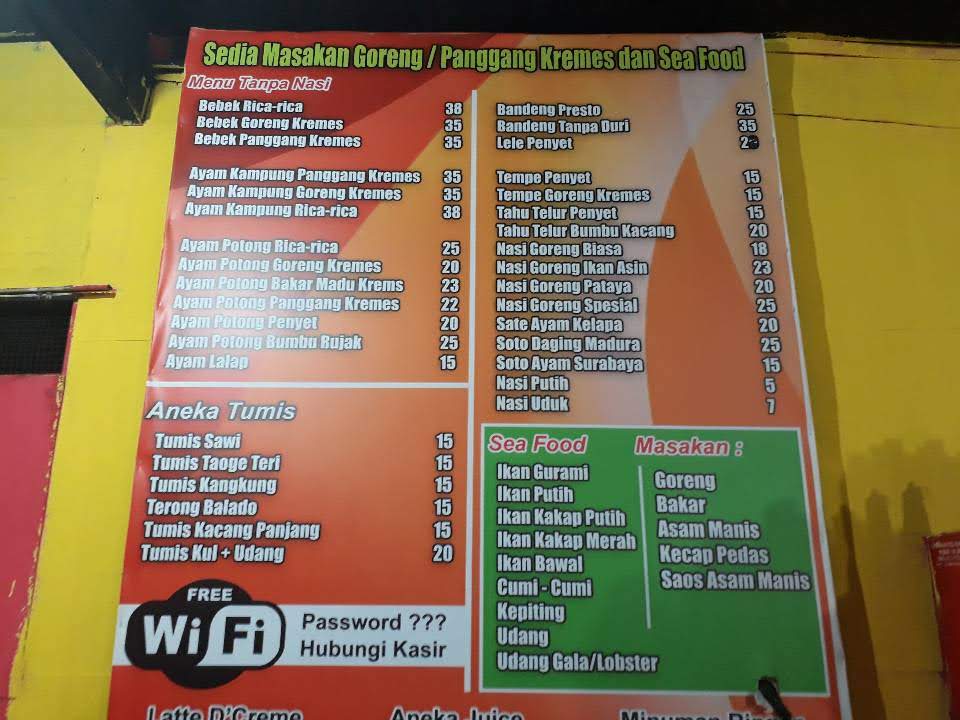 Sedia Masakan Goreng / Panggang Kremes dan Sea Food
Menu Tanpa Nasi
Bebek Rica-rica 38
Bebek Goreng Kremes 35
Bebek Panggang Kremes 35
Ayam Kampung Panggang Kremes 35
Ayam Kampung Goreng Kremes 35
Ayam Kampung Rica-rica 38
Ayam Potong Rica-rica 25
Ayam Potong Goreng Kremes 20
Ayam Potong Bakar Madu Krems 23
Ayam Potong Panggang Kremes 22
Ayam Potong Penyet 20
Ayam Potong Bumbu Rujak 25
Ayam Lalap 15
Aneka Tumis
Tumis Sawi 15
Tumis Taoge Teri 15
Tumis Kangkung 15
Terong Balado 15
Tumis Kacang Panjang 15
Tumis Kul + Udang 20
FREE
WiFi
Password ???
Hubungi Kasir
Bandeng Presto 25
Bandeng Tanpa Duri 35
Lele Penyet
Tempe Penyet 15
Tempe Goreng Kremes 15
Tahu Telur Penyet 15
Tahu Telur Bumbu Kacang 20
Nasi Goreng Biasa 18
Nasi Goreng Ikan Asin 23
Nasi Goreng Pataya 20
Nasi Goreng Spesial 25
Sate Ayam Kelapa 20
Soto Daging Madura 25
Soto Ayam Surabaya 15
Nasi Putih 5
Nasi Uduk 7
Sea Food
Ikan Gurami
Ikan Putih
Ikan Kakap Putih
Ikan Kakap Merah
Ikan Bawal
Cumi - Cumi
Kepiting
Udang
Udang Gala/Lobster
Masakan :
Goreng
Bakar
Asam Manis
Kecap Pedas
Saos Asam Manis
Latte D'Creme
Aneka Juice
Minuman